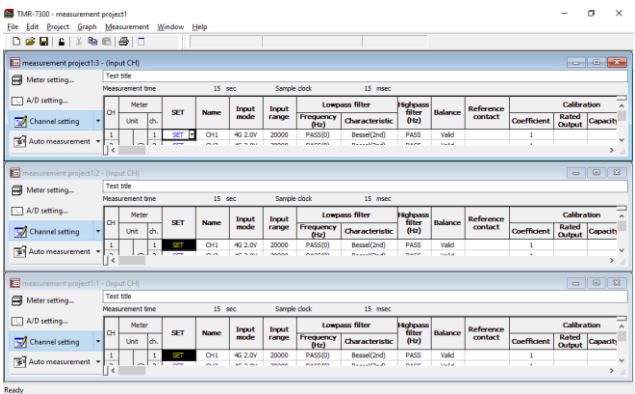 TMR-7300 - measurement project1
File Edit Project Graph Measurement Window Help
measurement project1:3 - (Input CH)
Meter setting...
A/D setting...
Channel setting
Auto measurement
Test title
Measurement time 15 sec Sample clock 15 msec
CH Meter SET Name Input mode Input range Lowpass filter Highpass filter (Hz) Balance Reference contact Calibration
Unit ch. Frequency (Hz) Characteristic Coefficient Rated Output Capacity
1 1 SET CH1 4G 2.0V 20000 PASS(0) Bessel(2nd) PASS Valid 1
measurement project1:2 - (Input CH)
Meter setting...
A/D setting...
Channel setting
Auto measurement
Test title
Measurement time 15 sec Sample clock 15 msec
CH Meter SET Name Input mode Input range Lowpass filter Highpass filter (Hz) Balance Reference contact Calibration
Unit ch. Frequency (Hz) Characteristic Coefficient Rated Output Capacity
1 1 SET CH1 4G 2.0V 20000 PASS(0) Bessel(2nd) PASS Valid 1
measurement project1:1 - (Input CH)
Meter setting...
A/D setting...
Channel setting
Auto measurement
Test title
Measurement time 15 sec Sample clock 15 msec
CH Meter SET Name Input mode Input range Lowpass filter Highpass filter (Hz) Balance Reference contact Calibration
Unit ch. Frequency (Hz) Characteristic Coefficient Rated Output Capacity
1 1 SET CH1 4G 2.0V 20000 PASS(0) Bessel(2nd) PASS Valid 1
Ready